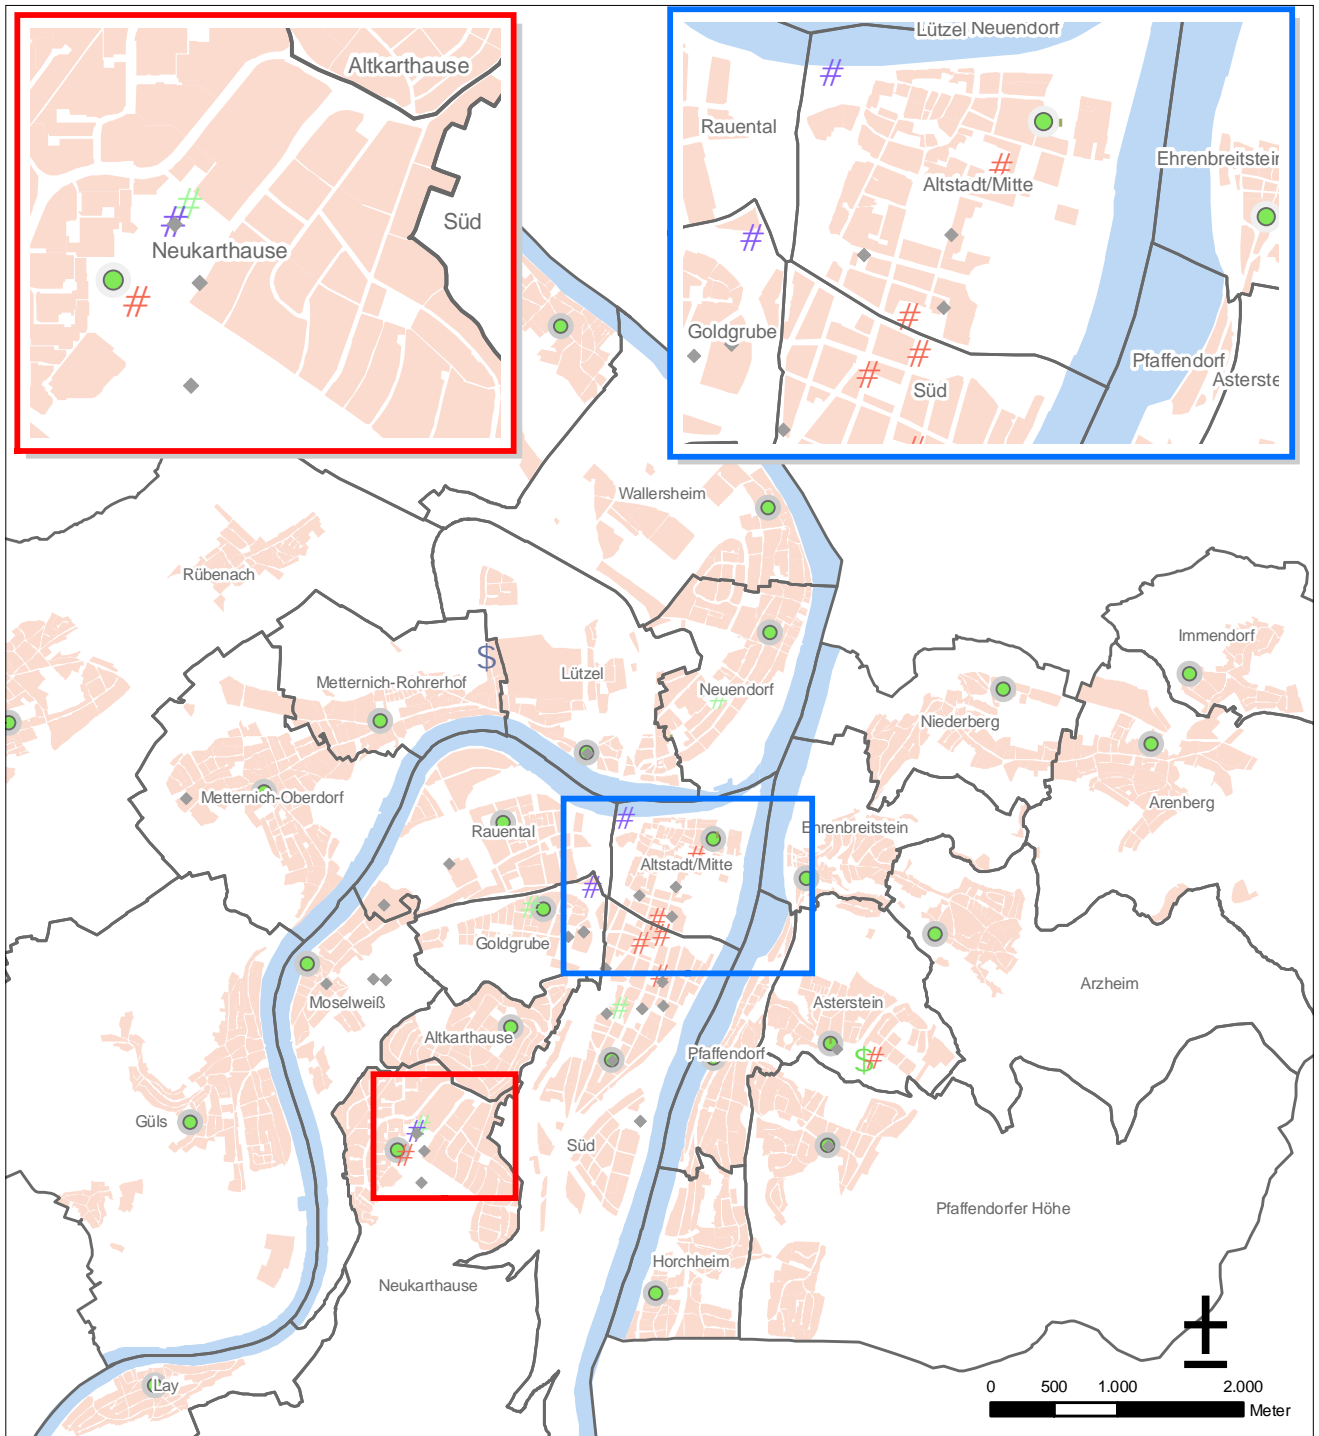 Altkarthause
Süd
Neukarthause
Lützel Neuendorf
Rauental
Altstadt/Mitte
Ehrenbreitstein
Goldgrube
Pfaffendorf
Asterste
Süd
Wallersheim
Rübenach
Immendorf
Metternich-Rohrerhof
Lützel
Neuendorf
Niederberg
Metternich-Oberdorf
Arenberg
Rauental
Ehrenbreitstein
Altstadt/Mitte
Goldgrube
Arzheim
Moselweiß
Asterstein
Altkarthause
Pfaffendorf
Güls
Süd
Pfaffendorfer Höhe
Horchheim
Neukarthause
Lay
0 500 1.000 2.000
Meter